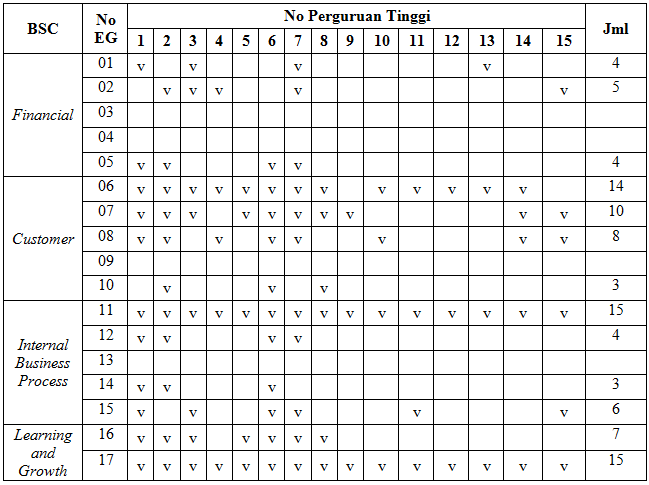 BSC No EG No Perguruan Tinggi Jml
1 2 3 4 5 6 7 8 9 10 11 12 13 14 15
01 v v v v 4
02 v v v v v 5
Financial 03
04
05 v v v v 4
06 v v v v v v v v v v v v v 14
07 v v v v v v v v v v 10
Customer 08 v v v v v v v v 8
09
10 v v v 3
11 v v v v v v v v v v v v v v v 15
Internal 12 v v v v 4
Business 13
Process 14 v v v 3
15 v v v v v v 6
Learning 16 v v v v v v v 7
and
Growth 17 v v v v v v v v v v v v v v v 15